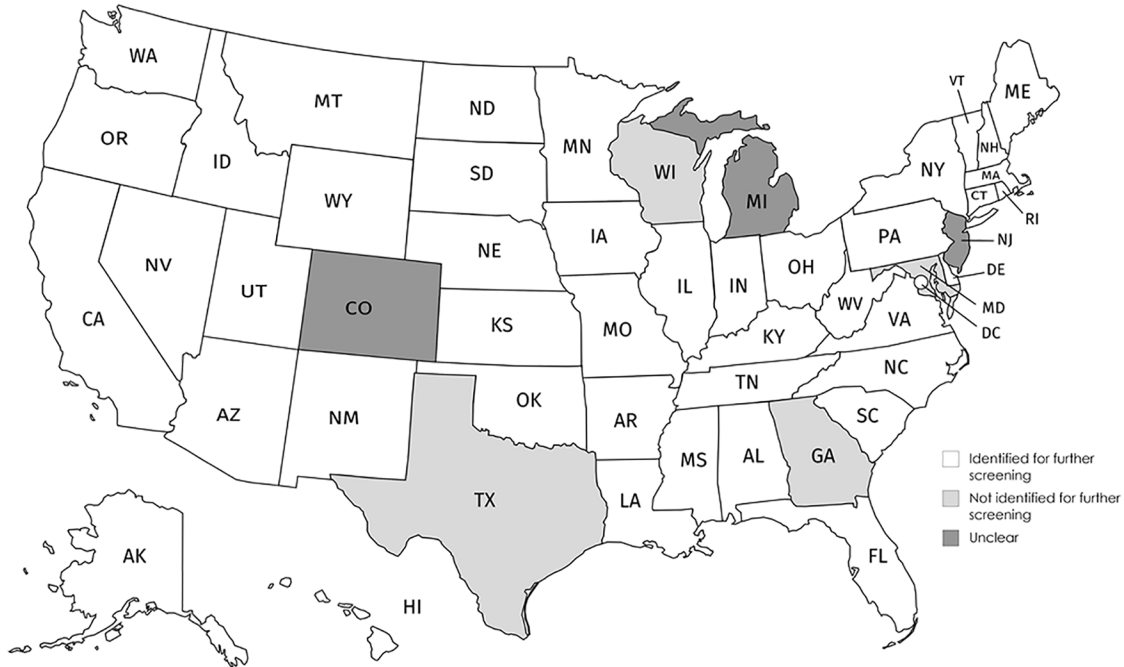 WA
MT
ND
MN
VT
ME
OR
ID
WY
SD
WI
MI
NY
NH
MA
CT
RI
NV
UT
CO
NE
IA
IL
IN
OH
PA
NJ
DE
MD
DC
CA
KS
MO
KY
WV
VA
AZ
NM
OK
AR
TN
NC
SC
TX
LA
MS
AL
GA
FL
AK
HI
Identified for further
screening
Not identified for further
screening
Unclear